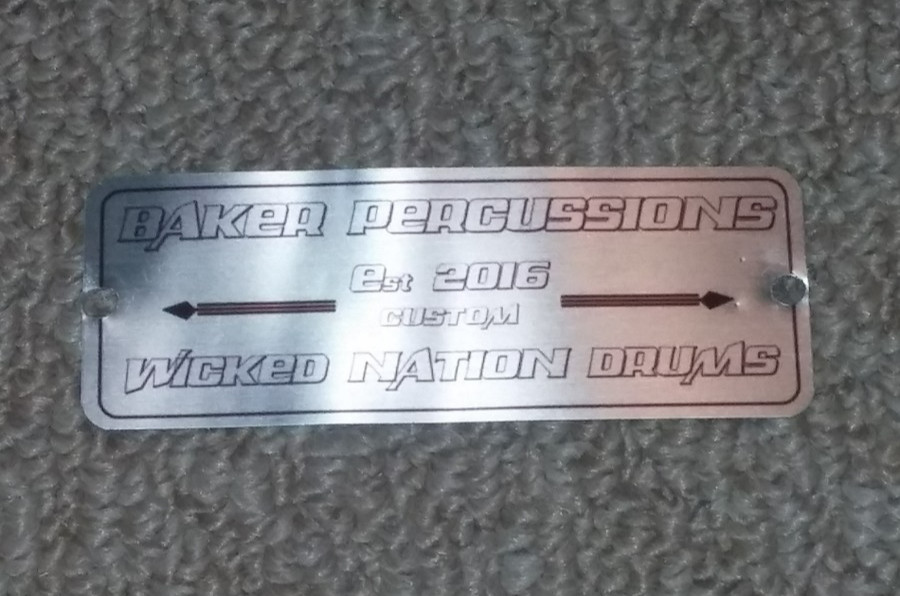 BAKER PERCUSSIONS
Est 2016
CUSTOM
WICKED NATION DRUMS